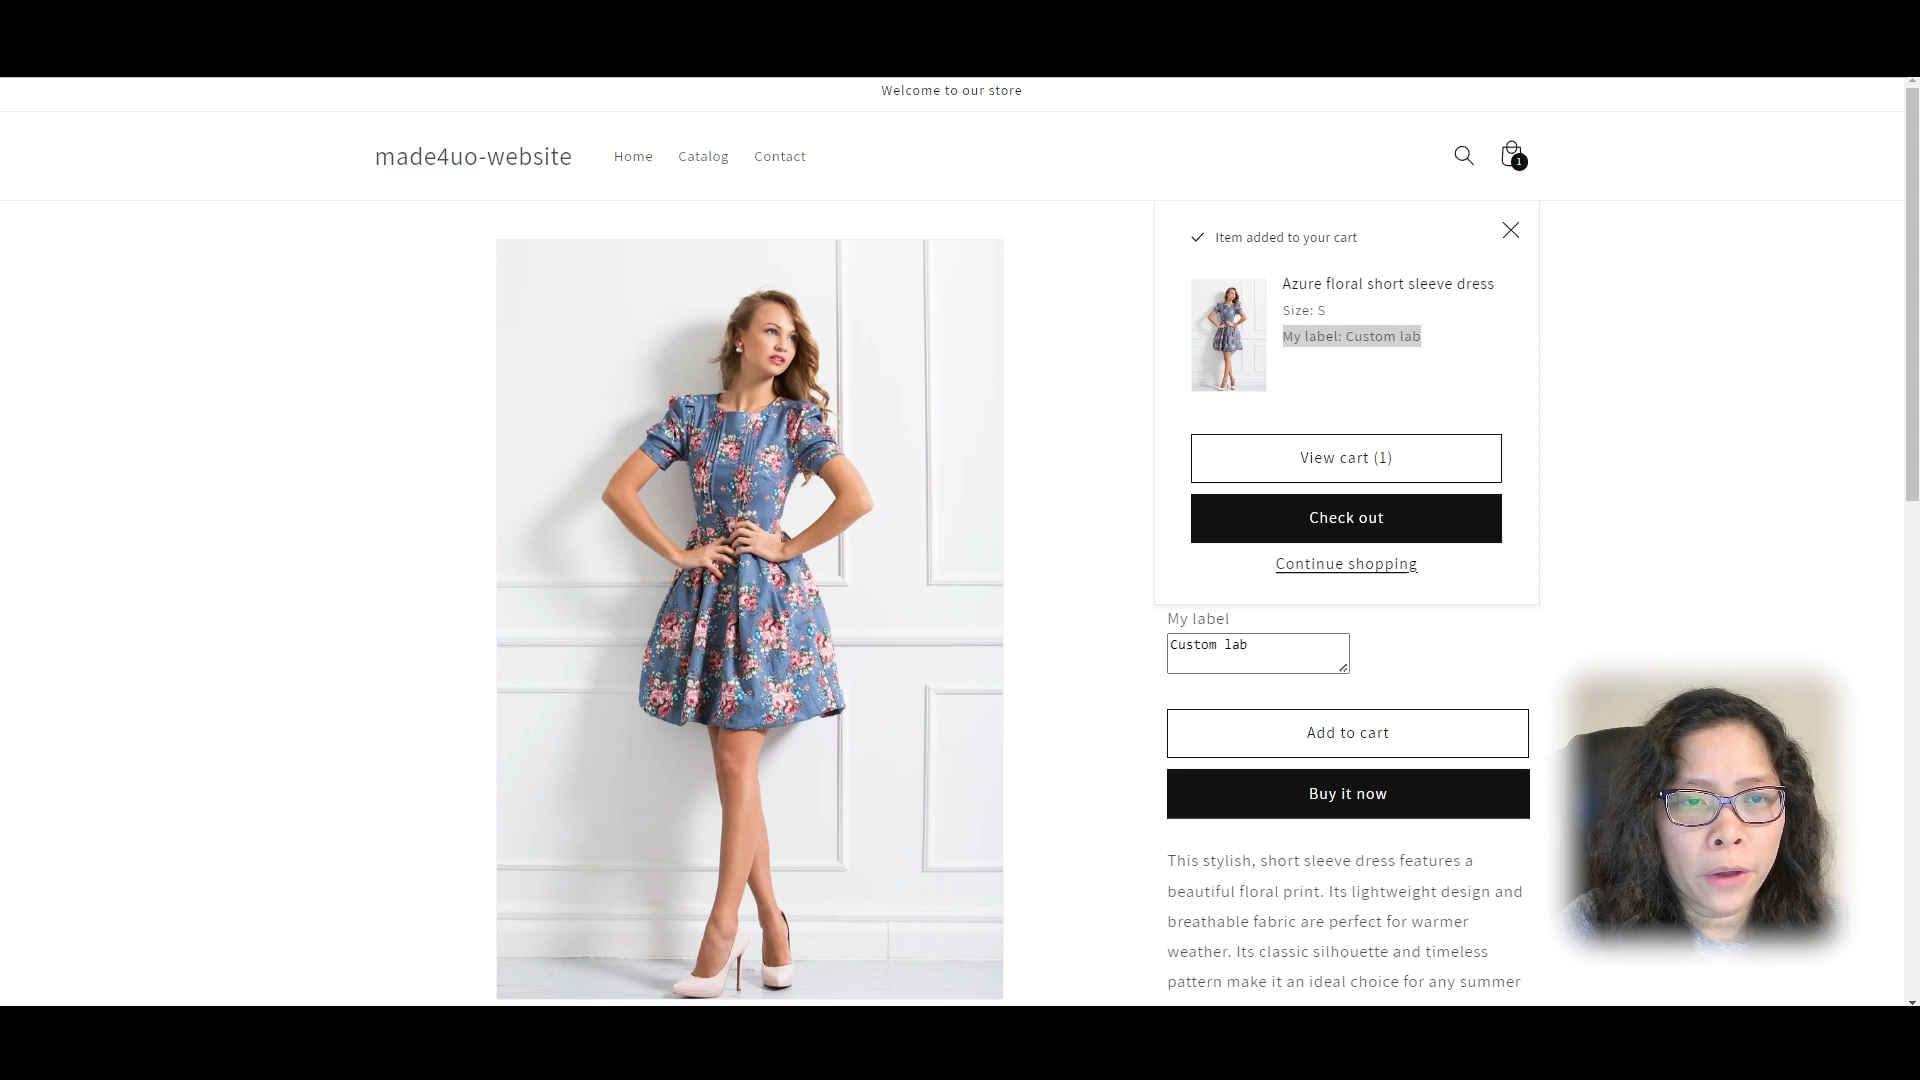 Welcome to our store
made4uo-website
Home
Catalog
Contact
1
Item added to your cart
Azure floral short sleeve dress
Size: S
My label: Custom lab
View cart (1)
Check out
Continue shopping
My label
Custom lab
Add to cart
Buy it now
This stylish, short sleeve dress features a
beautiful floral print. Its lightweight design and
breathable fabric are perfect for warmer
weather. Its classic silhouette and timeless
pattern make it an ideal choice for any summer